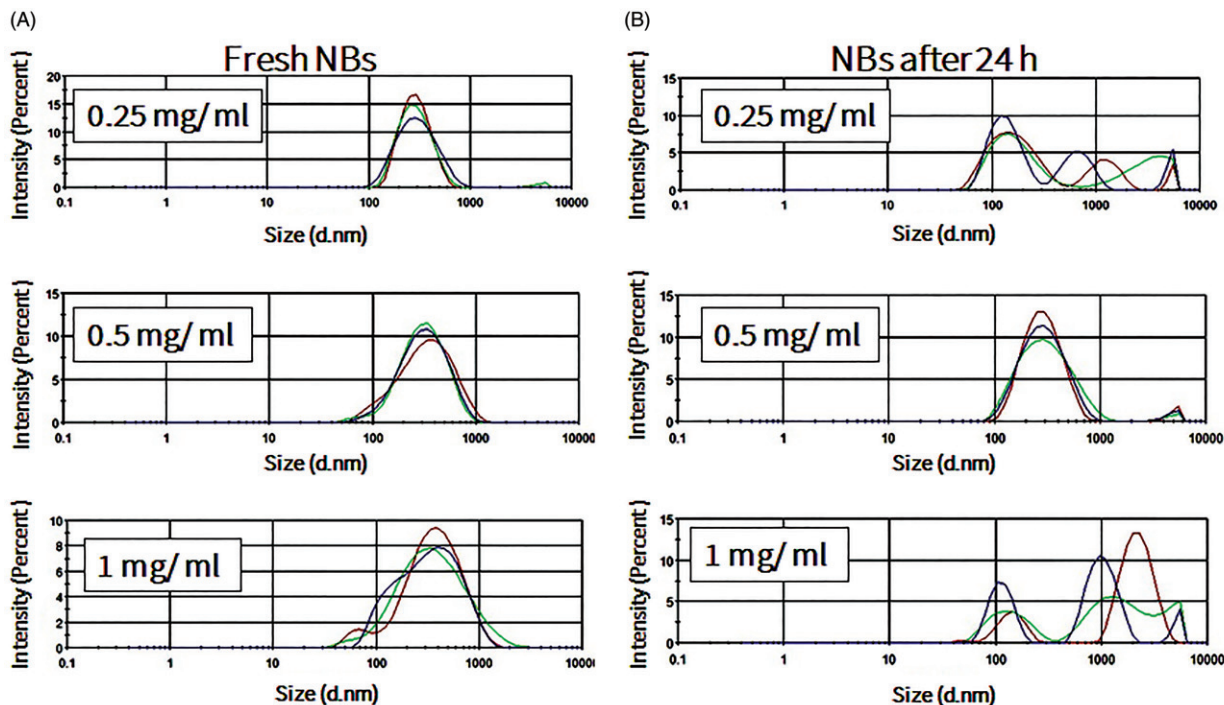 (A)
(B)
Fresh NBs
NBs after 24 h
Intensity (Percent)
20
15
10
5
0
0.25 mg/ ml
0.1 1 10 100 1000 10000
Size (d.nm)
Intensity (Percent)
15
10
5
0
0.25 mg/ ml
0.1 1 10 100 1000 10000
Size (d.nm)
Intensity (Percent)
15
10
5
0
0.5 mg/ ml
0.1 1 10 100 1000 10000
Size (d.nm)
Intensity (Percent)
15
10
5
0
0.5 mg/ ml
0.1 1 10 100 1000 10000
Size (d.nm)
Intensity (Percent)
10
8
6
4
2
0
1 mg/ ml
0.1 1 10 100 1000
Size (d.nm)
Intensity (Percent)
15
10
5
0
1 mg/ ml
0.1 1 10 100 1000 10000
Size (d.nm)